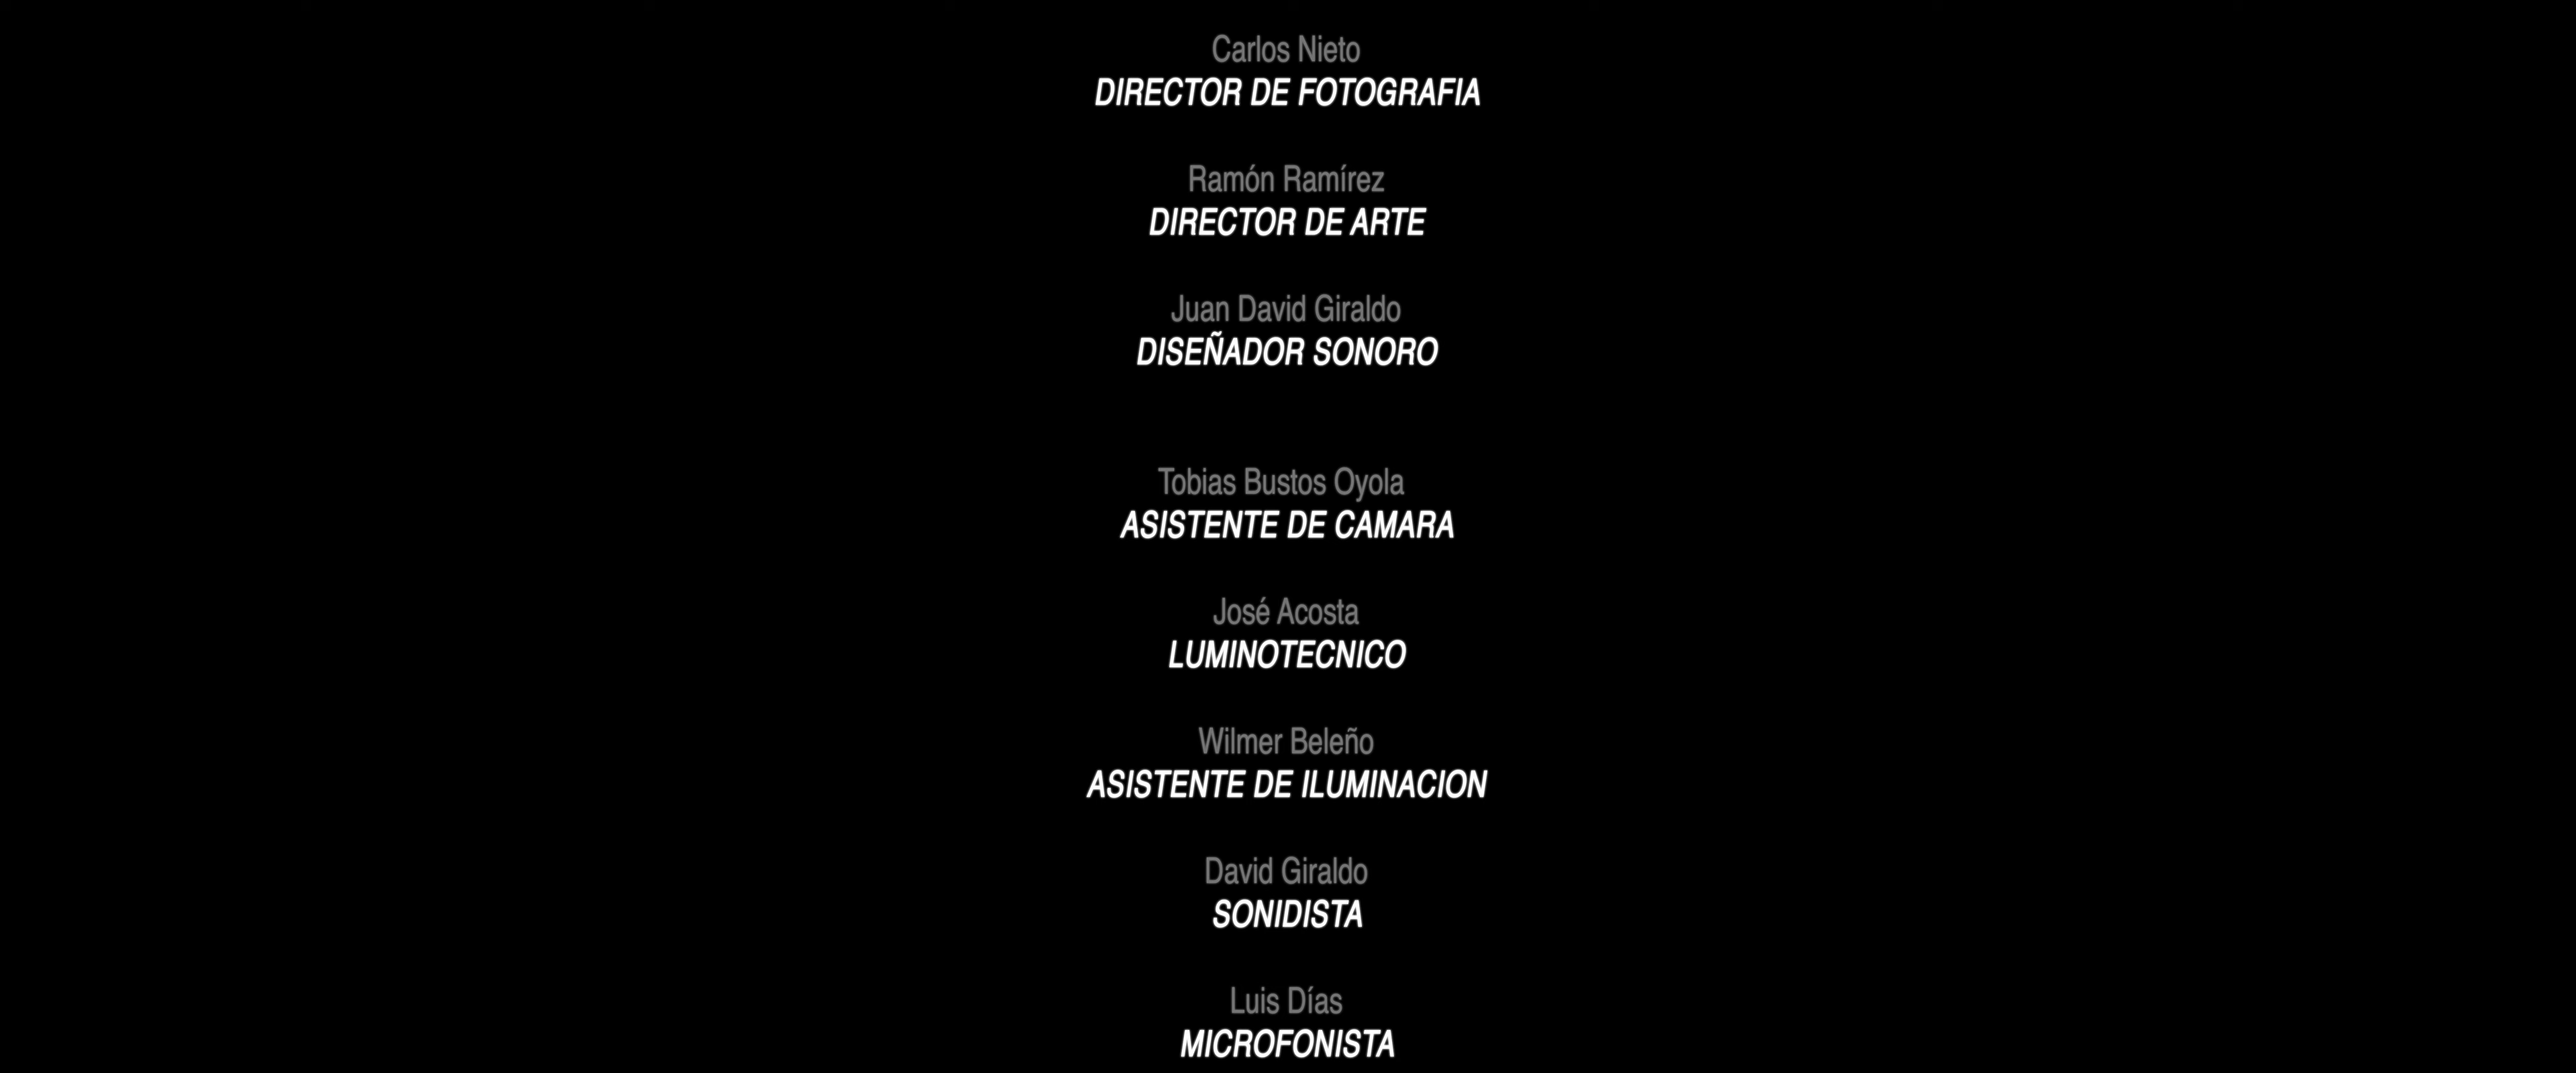 Carlos Nieto
DIRECTOR DE FOTOGRAFIA
Ramón Ramírez
DIRECTOR DE ARTE
Juan David Giraldo
DISEÑADOR SONORO
Tobias Bustos Oyola
ASISTENTE DE CAMARA
José Acosta
LUMINOTECNICO
Wilmer Beleño
ASISTENTE DE ILUMINACION
David Giraldo
SONIDISTA
Luis Días
MICROFONISTA